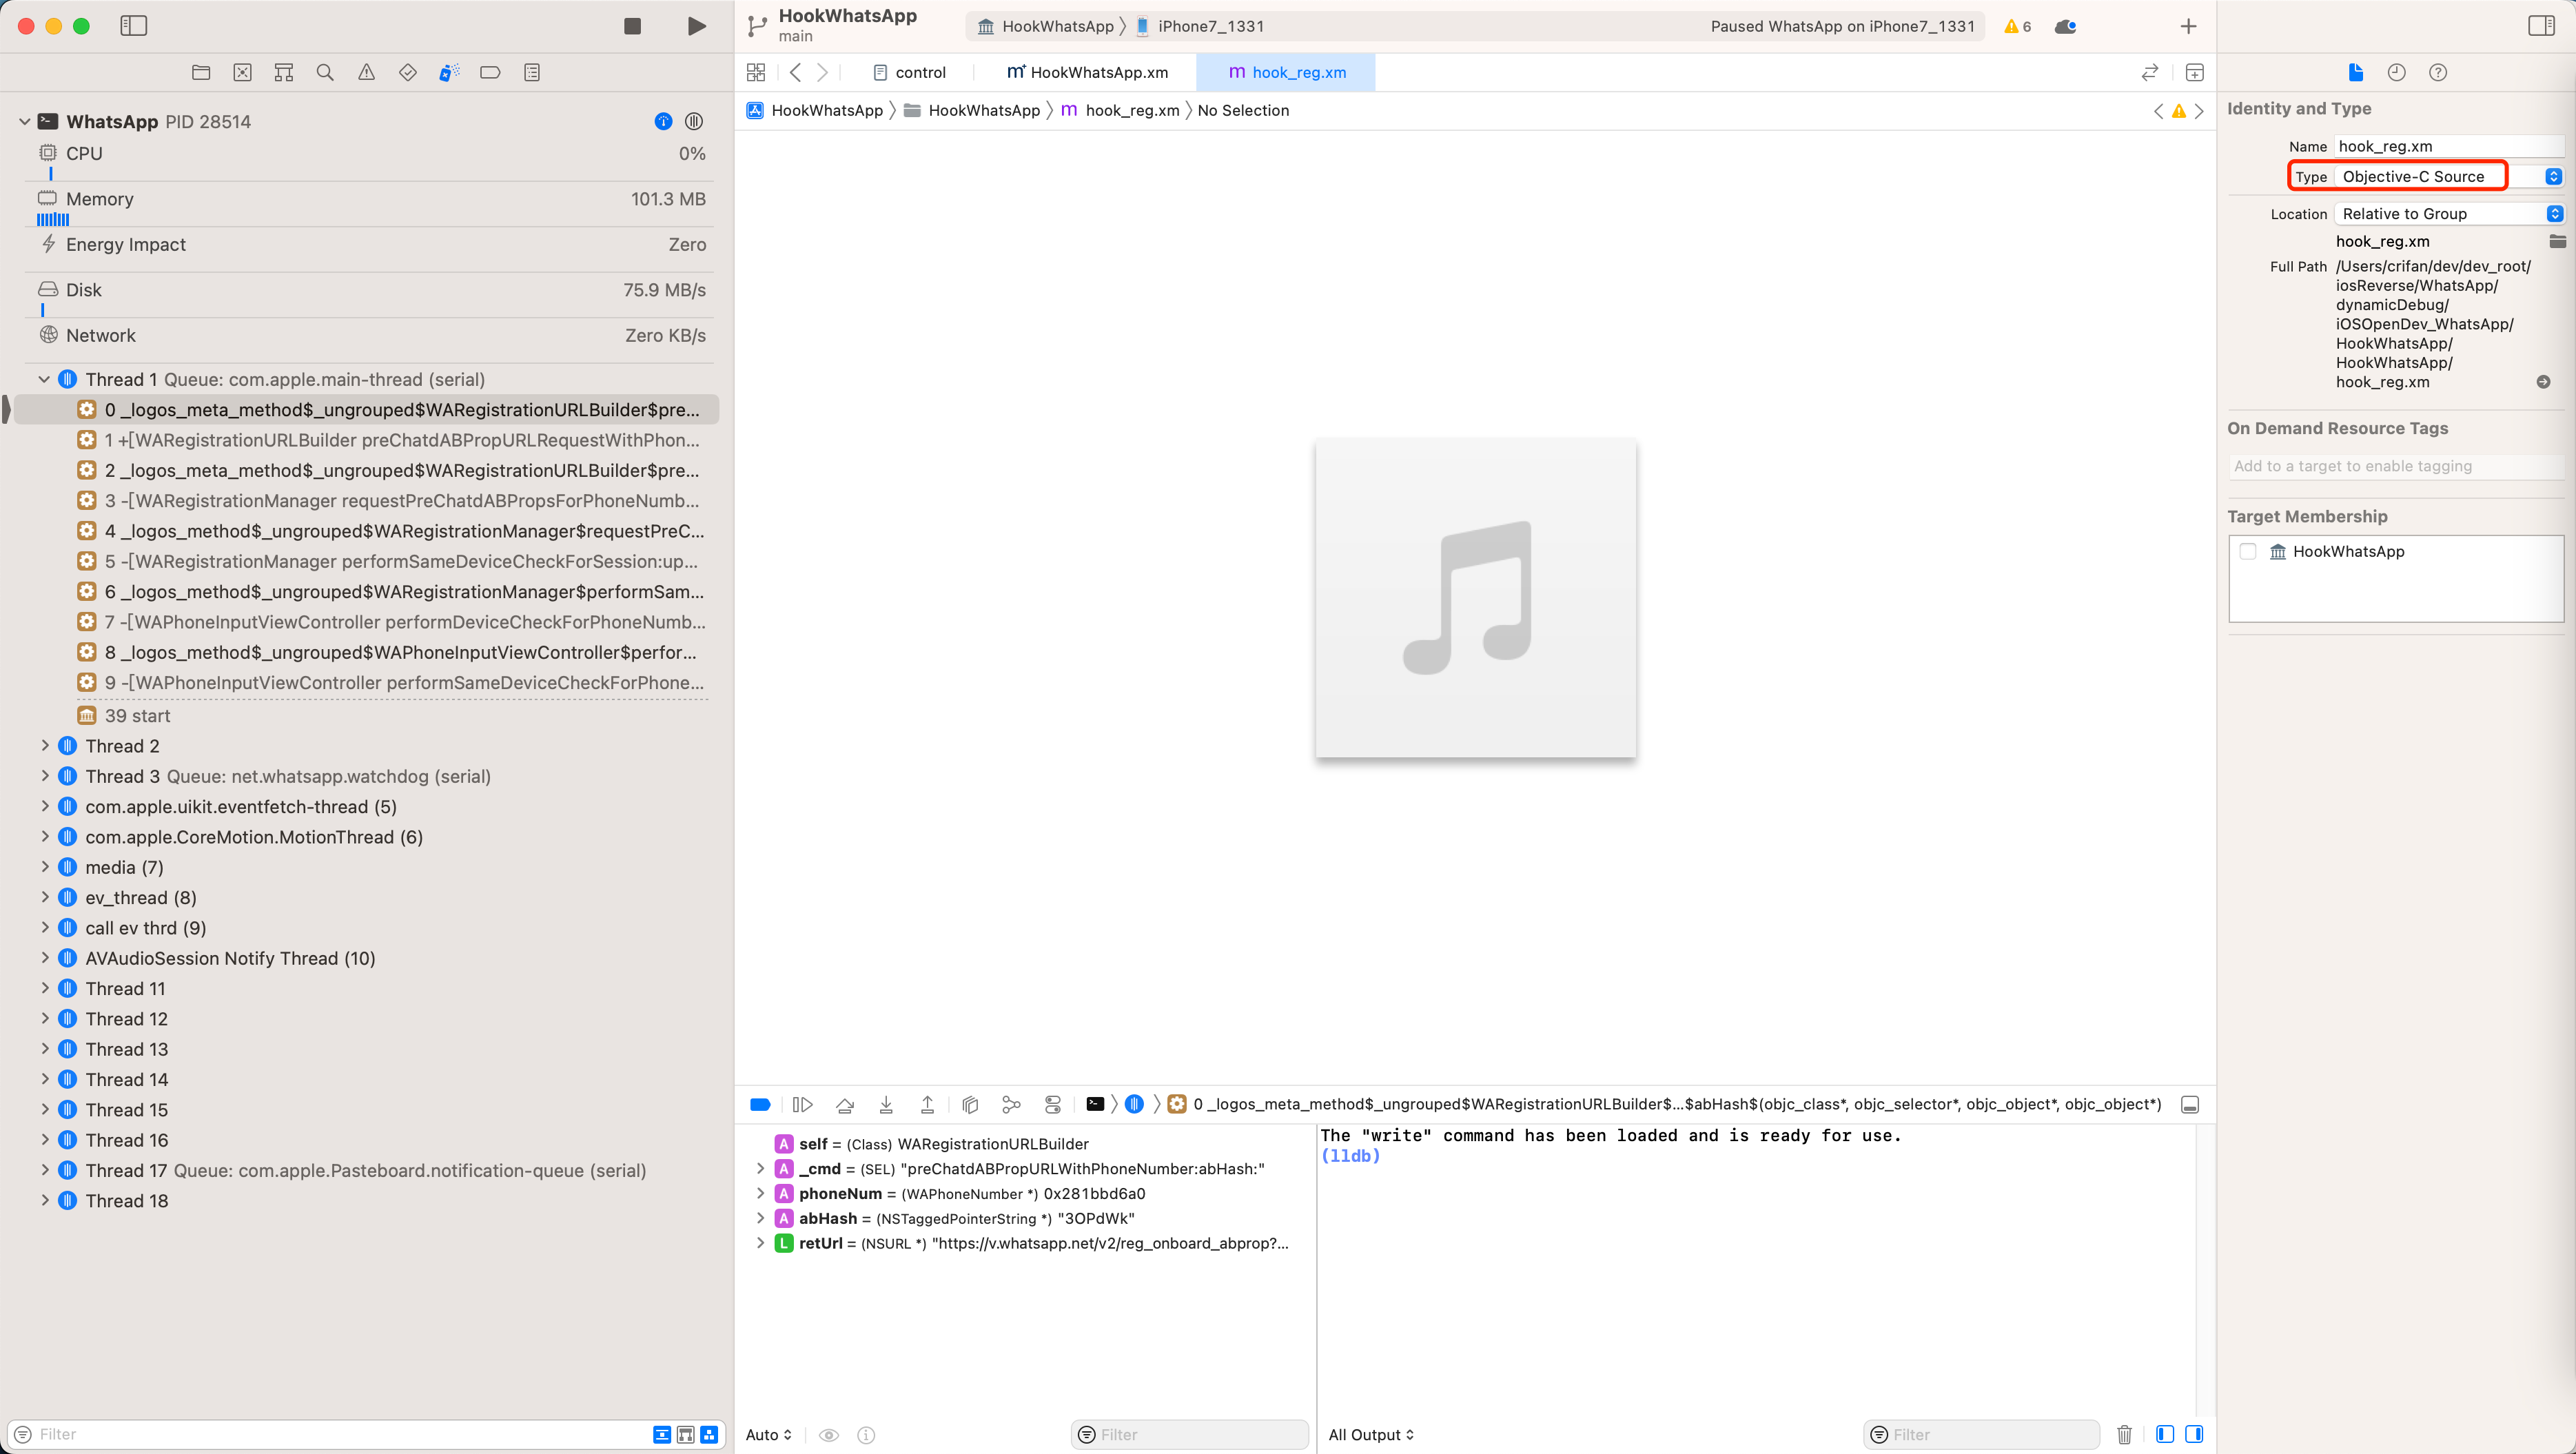 HookWhatsApp
main
HookWhatsApp
iPhone7_1331
Paused WhatsApp on iPhone7_1331
6
control
HookWhatsApp.xm
hook_reg.xm
HookWhatsApp
HookWhatsApp
hook_reg.xm
No Selection
WhatsApp PID 28514
CPU
0%
Memory
101.3 MB
Energy Impact
Zero
Disk
75.9 MB/s
Network
Zero KB/s
Thread 1 Queue: com.apple.main-thread (serial)
0 _logos_meta_method$_ungrouped$WARegistrationURLBuilder$pre...
1 +[WARegistrationURLBuilder preChatdABPropURLRequestWithPhon...
2 _logos_meta_method$_ungrouped$WARegistrationURLBuilder$pre...
3 -[WARegistrationManager requestPreChatdABPropsForPhoneNumb...
4 _logos_method$_ungrouped$WARegistrationManager$requestPreC...
5 -[WARegistrationManager performSameDeviceCheckForSession:up...
6 _logos_method$_ungrouped$WARegistrationManager$performSam...
7 -[WAPhoneInputViewController performDeviceCheckForPhoneNumb...
8 _logos_method$_ungrouped$WAPhoneInputViewController$perfor...
9 -[WAPhoneInputViewController performSameDeviceCheckForPhone...
39 start
Thread 2
Thread 3 Queue: net.whatsapp.watchdog (serial)
com.apple.uikit.eventfetch-thread (5)
com.apple.CoreMotion.MotionThread (6)
media (7)
ev_thread (8)
call ev thrd (9)
AVAudioSession Notify Thread (10)
Thread 11
Thread 12
Thread 13
Thread 14
Thread 15
Thread 16
Thread 17 Queue: com.apple.Pasteboard.notification-queue (serial)
Thread 18
Filter
0 _logos_meta_method$_ungrouped$WARegistrationURLBuilder$...$abHash$(objc_class*, objc_selector*, objc_object*, objc_object*)
A self = (Class) WARegistrationURLBuilder
A _cmd = (SEL) "preChatdABPropURLWithPhoneNumber:abHash:"
A phoneNum = (WAPhoneNumber *) 0x281bbd6a0
A abHash = (NSTaggedPointerString *) "3OPdWk"
L retUrl = (NSURL *) "https://v.whatsapp.net/v2/reg_onboard_abprop?...
Auto
Filter
The "write" command has been loaded and is ready for use.
(lldb)
All Output
Filter
Identity and Type
Name hook_reg.xm
Type Objective-C Source
Location Relative to Group
hook_reg.xm
Full Path /Users/crifan/dev/dev_root/
iosReverse/WhatsApp/
dynamicDebug/
iOSOpenDev_WhatsApp/
HookWhatsApp/
HookWhatsApp/
hook_reg.xm
On Demand Resource Tags
Add to a target to enable tagging
Target Membership
HookWhatsApp